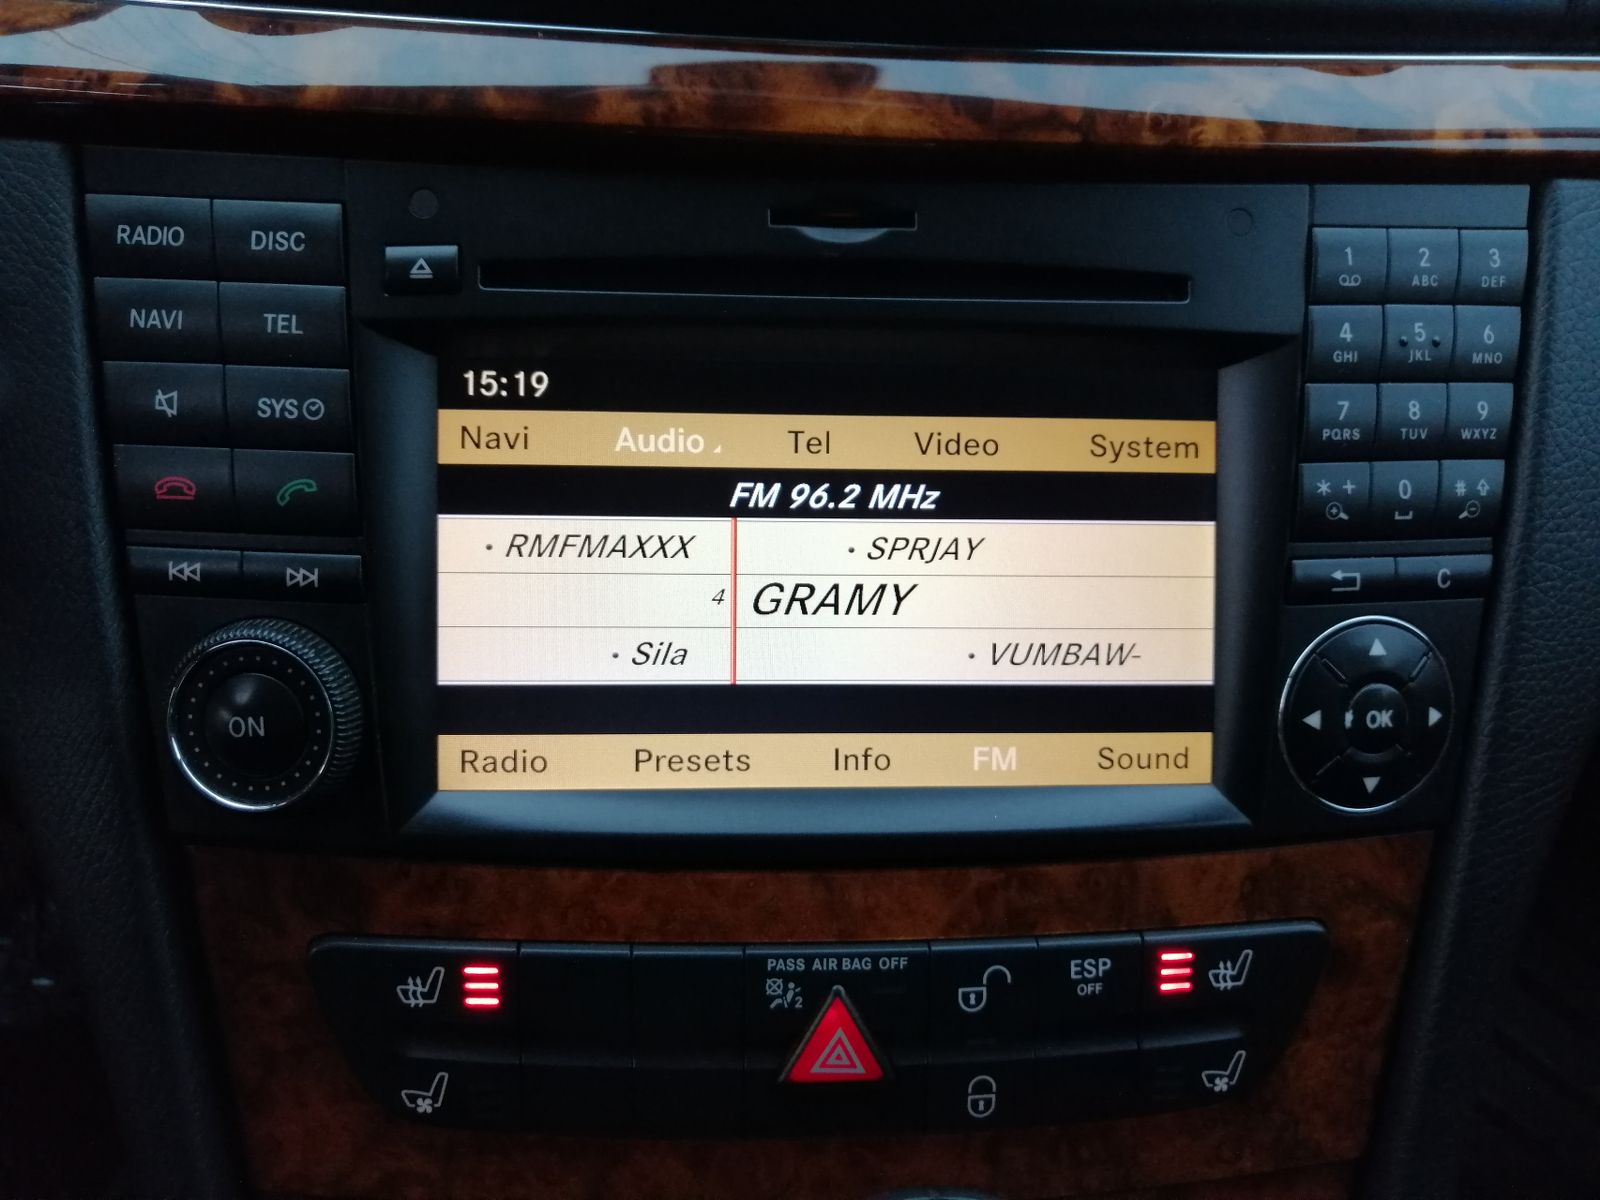 RADIO DISC
NAVI TEL
SYS
ON
15:19
Navi Audio Tel Video System
FM 96.2 MHz
• RMFMAXXX • SPRJAY
4 GRAMY
• Sila • VUMBAW-
Radio Presets Info FM Sound
1 2 3
ABC DEF
4 5 6
GHI JKL MNO
7 8 9
PQRS TUV WXYZ
* + 0 #
C
OK
PASS AIR BAG OFF
2
ESP
OFF